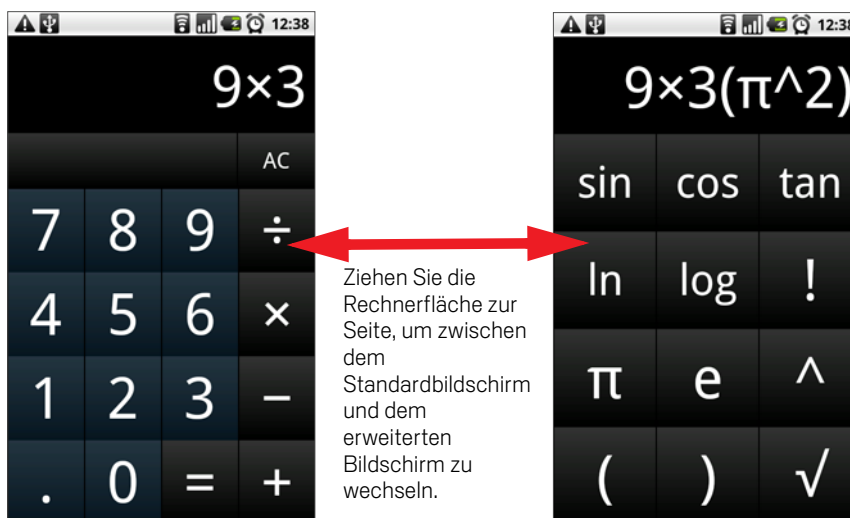 12:38
9×3
AC
7 8 9 ÷
4 5 6 ×
1 2 3 −
. 0 = +
Ziehen Sie die
Rechnerfläche zur
Seite, um zwischen
dem
Standardbildschirm
und dem
erweiterten
Bildschirm zu
wechseln.
12:38
9×3(π^2)
sin cos tan
ln log !
π e ^
( ) √